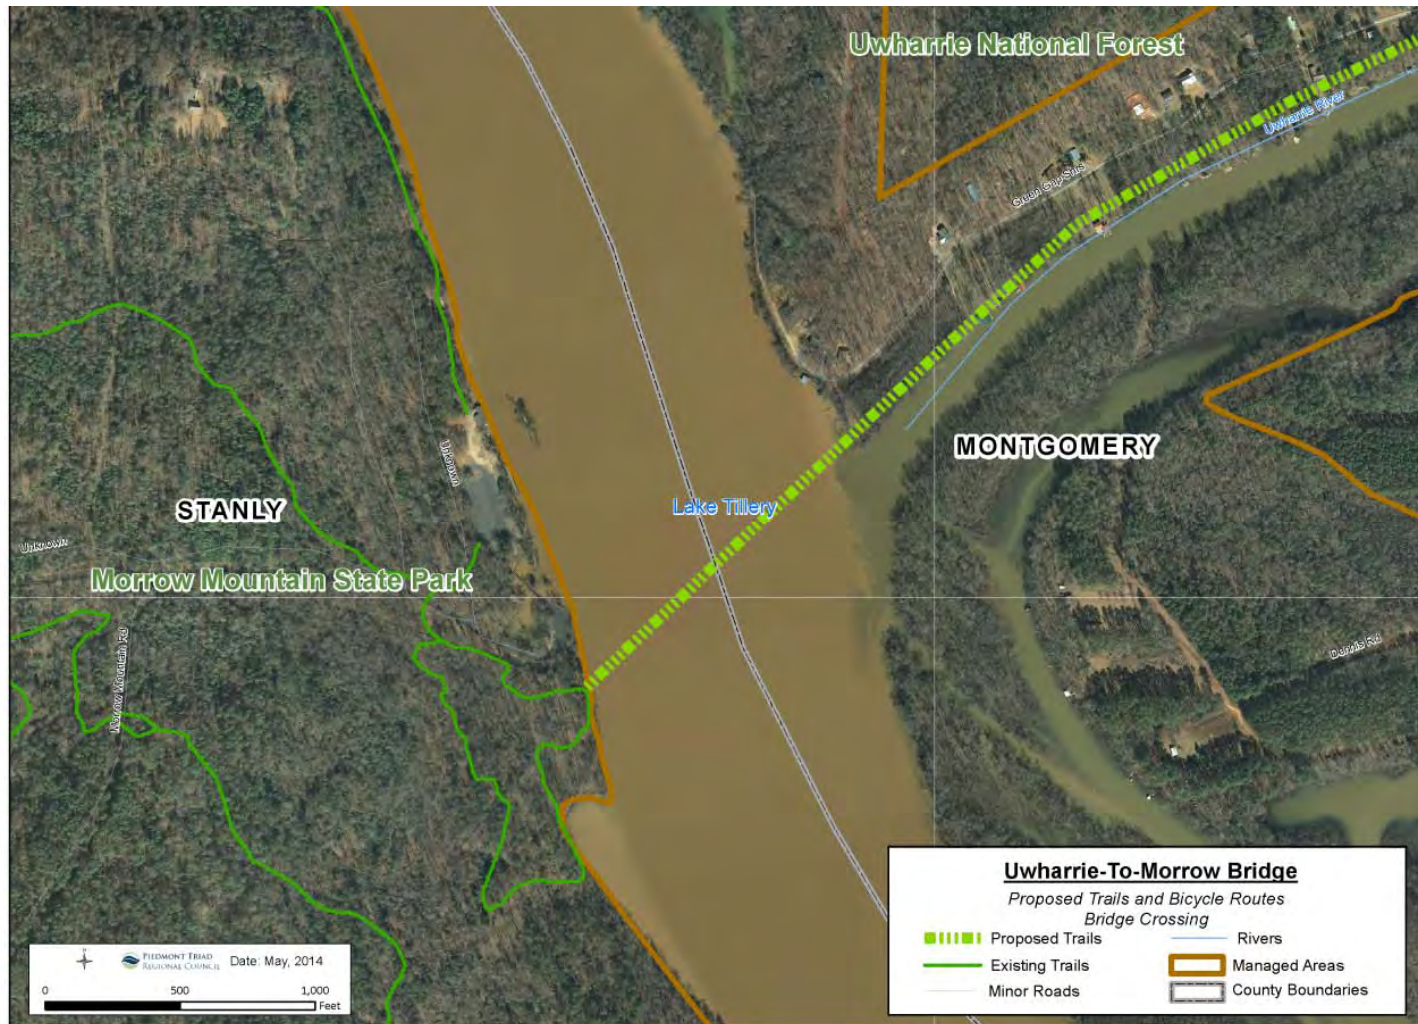 Uwharrie National Forest
Uwharrie River
Green Gap Shrs
MONTGOMERY
Unknown
Lake Tillery
STANLY
Unknown
Morrow Mountain State Park
Morrow Mountain Rd
Dennis Rd
Uwharrie-To-Morrow Bridge
Proposed Trails and Bicycle Routes
Bridge Crossing
Proposed Trails
Rivers
Existing Trails
Managed Areas
Minor Roads
County Boundaries
N
PIEDMONT TRIAD
REGIONAL COUNCIL
Date: May, 2014
0 500 1,000
Feet